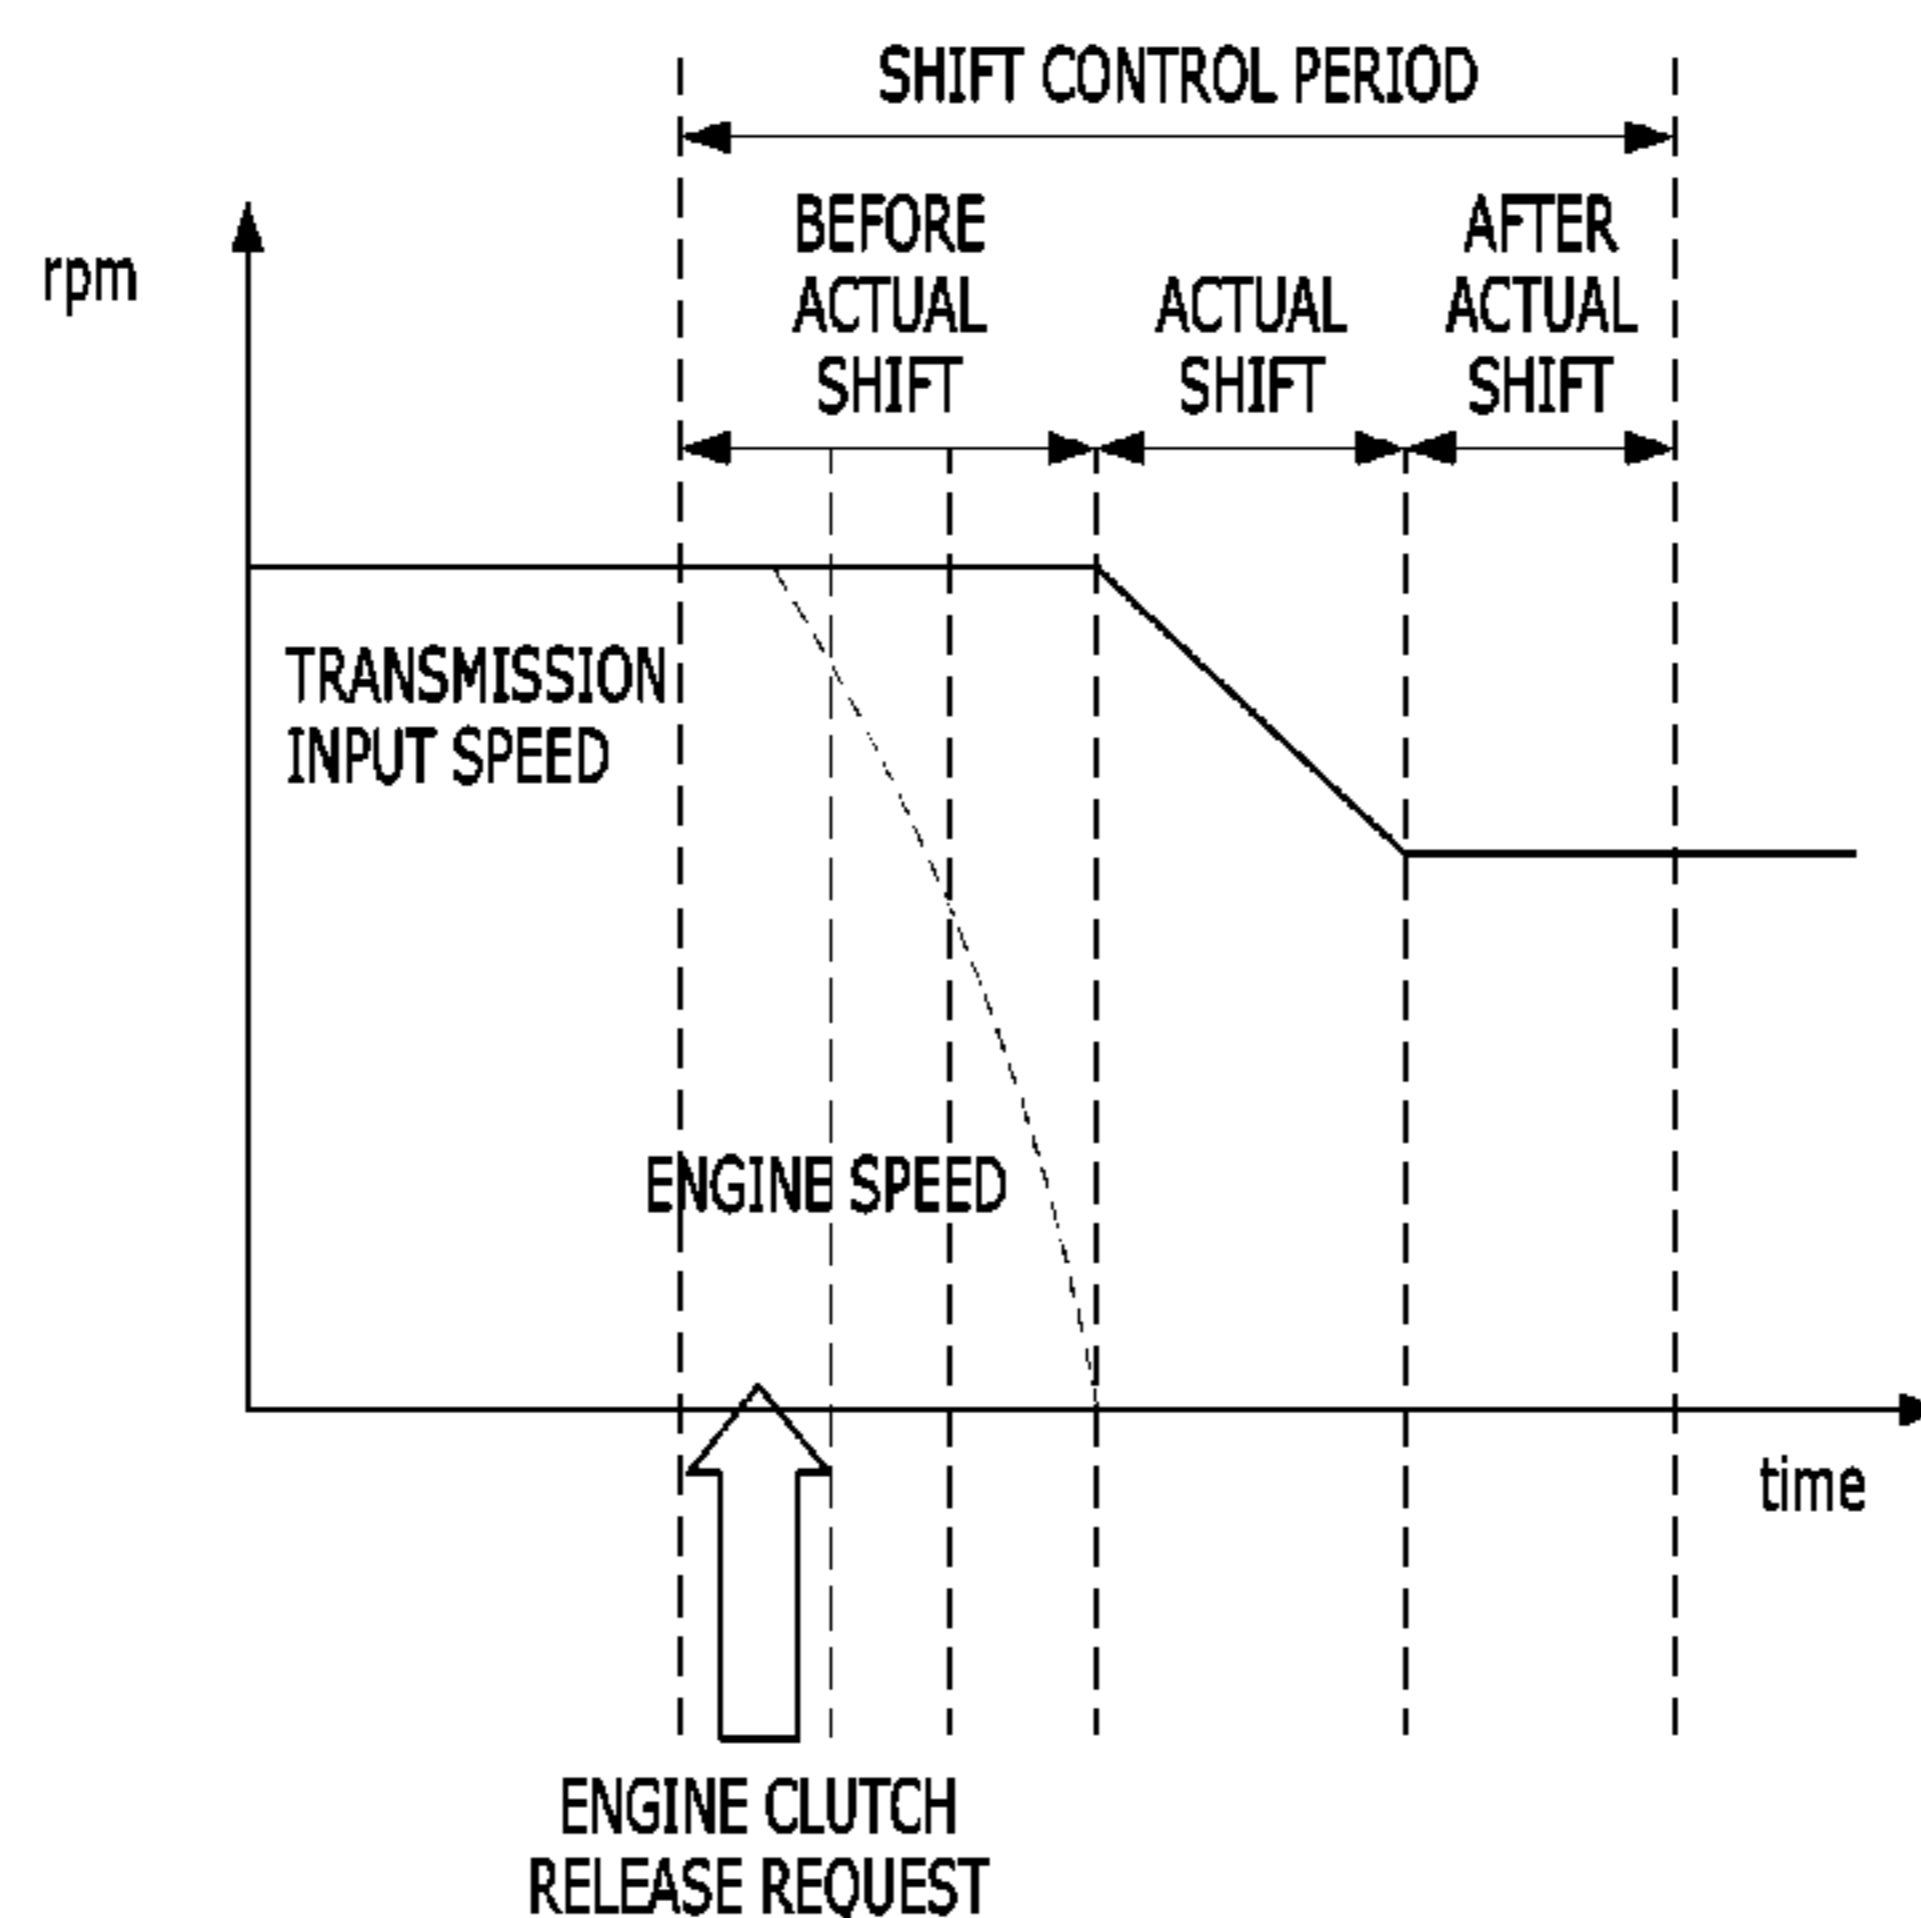 SHIFT CONTROL PERIOD
rpm
BEFORE
ACTUAL
SHIFT
ACTUAL
SHIFT
AFTER
ACTUAL
SHIFT
TRANSMISSION
INPUT SPEED
ENGINE SPEED
time
ENGINE CLUTCH
RELEASE REQUEST